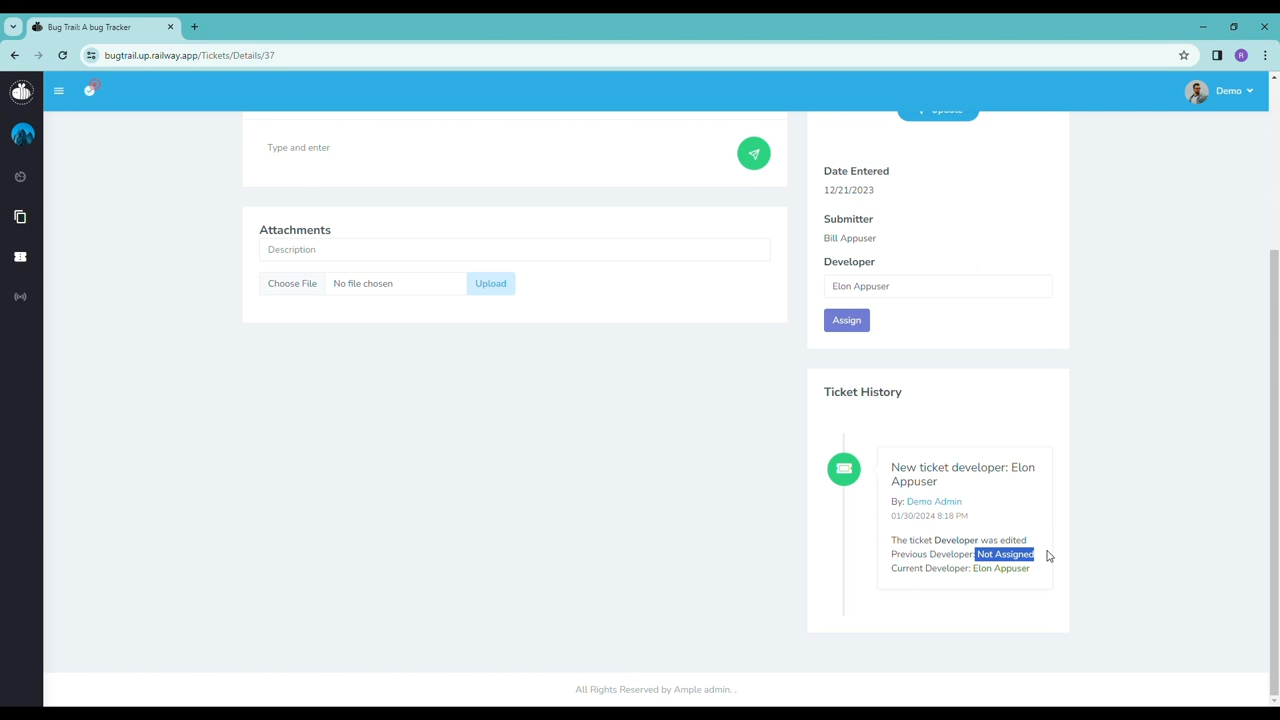 Bug Trail: A bug Tracker
bugtrail.up.railway.app/Tickets/Details/37
R
Demo
Update
Type and enter
Date Entered
12/21/2023
Submitter
Bill Appuser
Developer
Elon Appuser
Assign
Attachments
Description
Choose File
No file chosen
Upload
Ticket History
New ticket developer: Elon
Appuser
By: Demo Admin
01/30/2024 8:18 PM
The ticket Developer was edited
Previous Developer: Not Assigned
Current Developer: Elon Appuser
All Rights Reserved by Ample admin. .